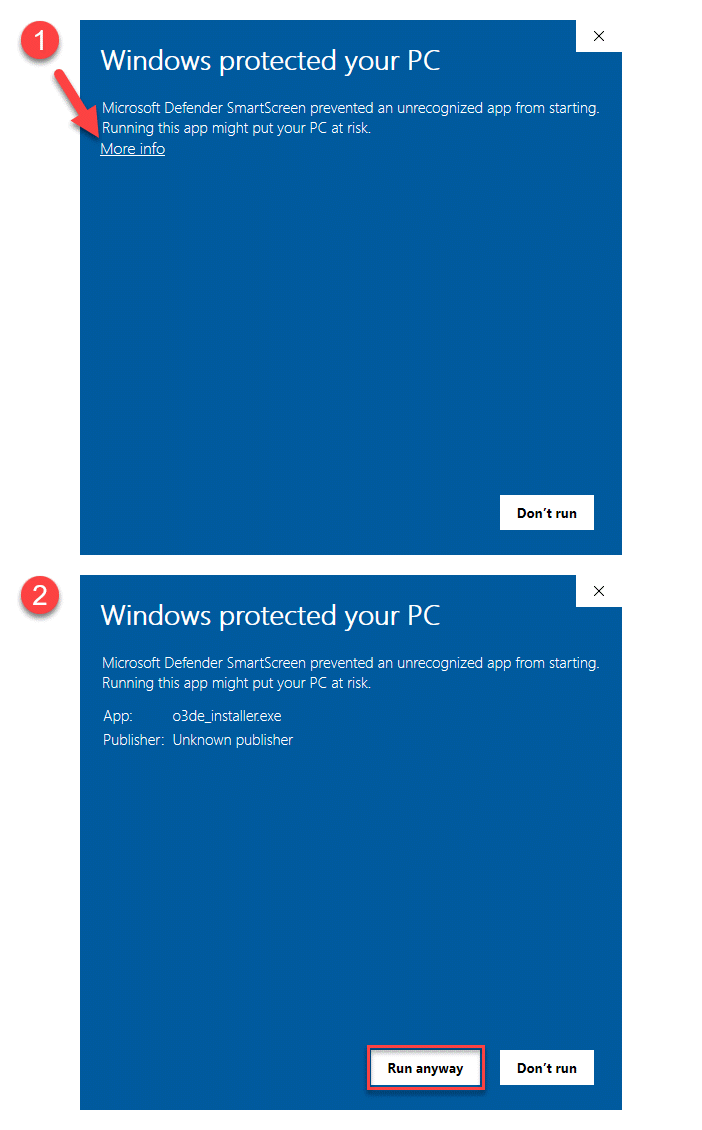 1
Windows protected your PC
Microsoft Defender SmartScreen prevented an unrecognized app from starting.
Running this app might put your PC at risk.
More info
Don't run
2
Windows protected your PC
Microsoft Defender SmartScreen prevented an unrecognized app from starting.
Running this app might put your PC at risk.
App: o3de_installer.exe
Publisher: Unknown publisher
Run anyway Don't run